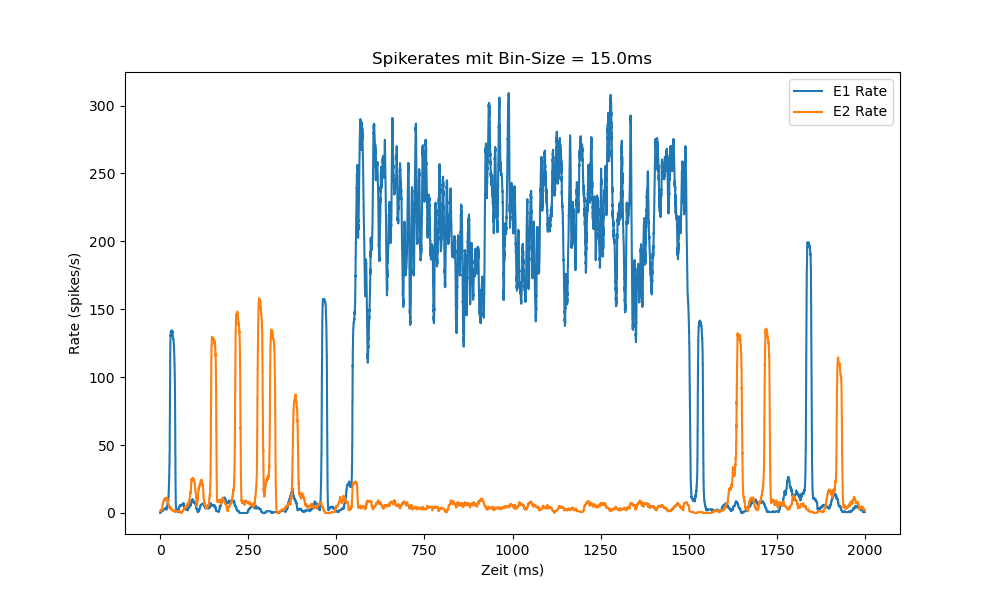 Spikerates mit Bin-Size = 15.0ms
E1 Rate
E2 Rate
300
250
200
150
100
50
0
Rate (spikes/s)
0 250 500 750 1000 1250 1500 1750 2000
Zeit (ms)